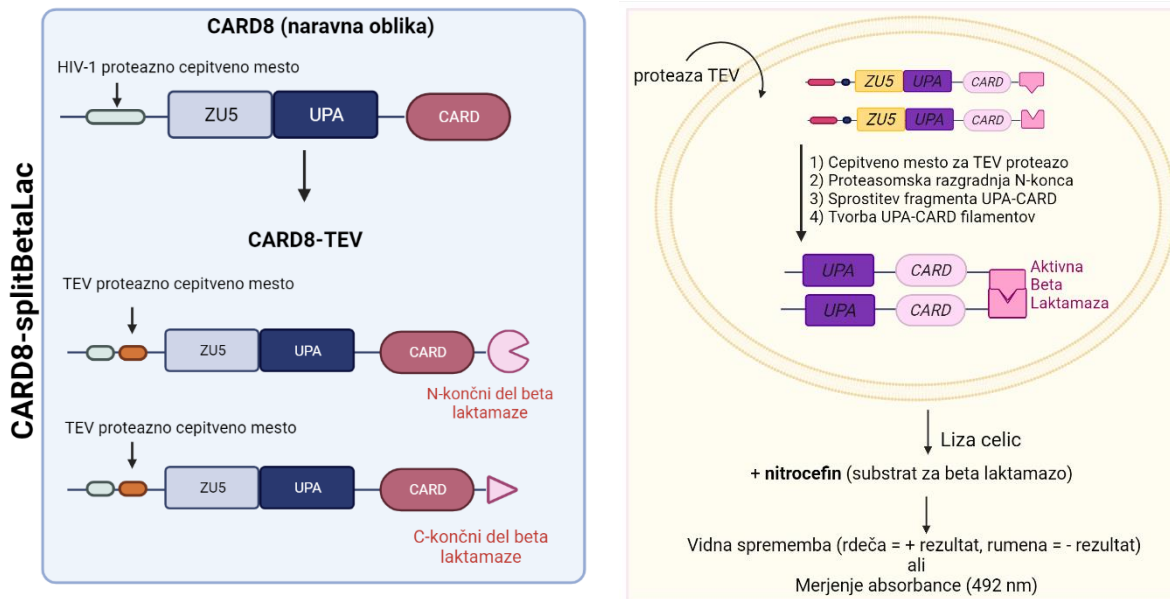 CARD8-splitBetaLac
CARD8 (naravna oblika)
HIV-1 proteazno cepitveno mesto
ZU5
UPA
CARD
CARD8-TEV
TEV proteazno cepitveno mesto
ZU5
UPA
CARD
N-končni del beta
laktamaze
TEV proteazno cepitveno mesto
ZU5
UPA
CARD
C-končni del beta
laktamaze
proteaza TEV
ZU5
UPA
CARD
ZU5
UPA
CARD
1) Cepitveno mesto za TEV proteazo
2) Proteasomska razgradnja N-konca
3) Sprostitev fragmenta UPA-CARD
4) Tvorba UPA-CARD filamentov
UPA
CARD
UPA
CARD
Aktivna
Beta
Laktamaza
Liza celic
+ nitrocefin (substrat za beta laktamazo)
Vidna sprememba (rdeča = + rezultat, rumena = - rezultat)
ali
Merjenje absorbance (492 nm)